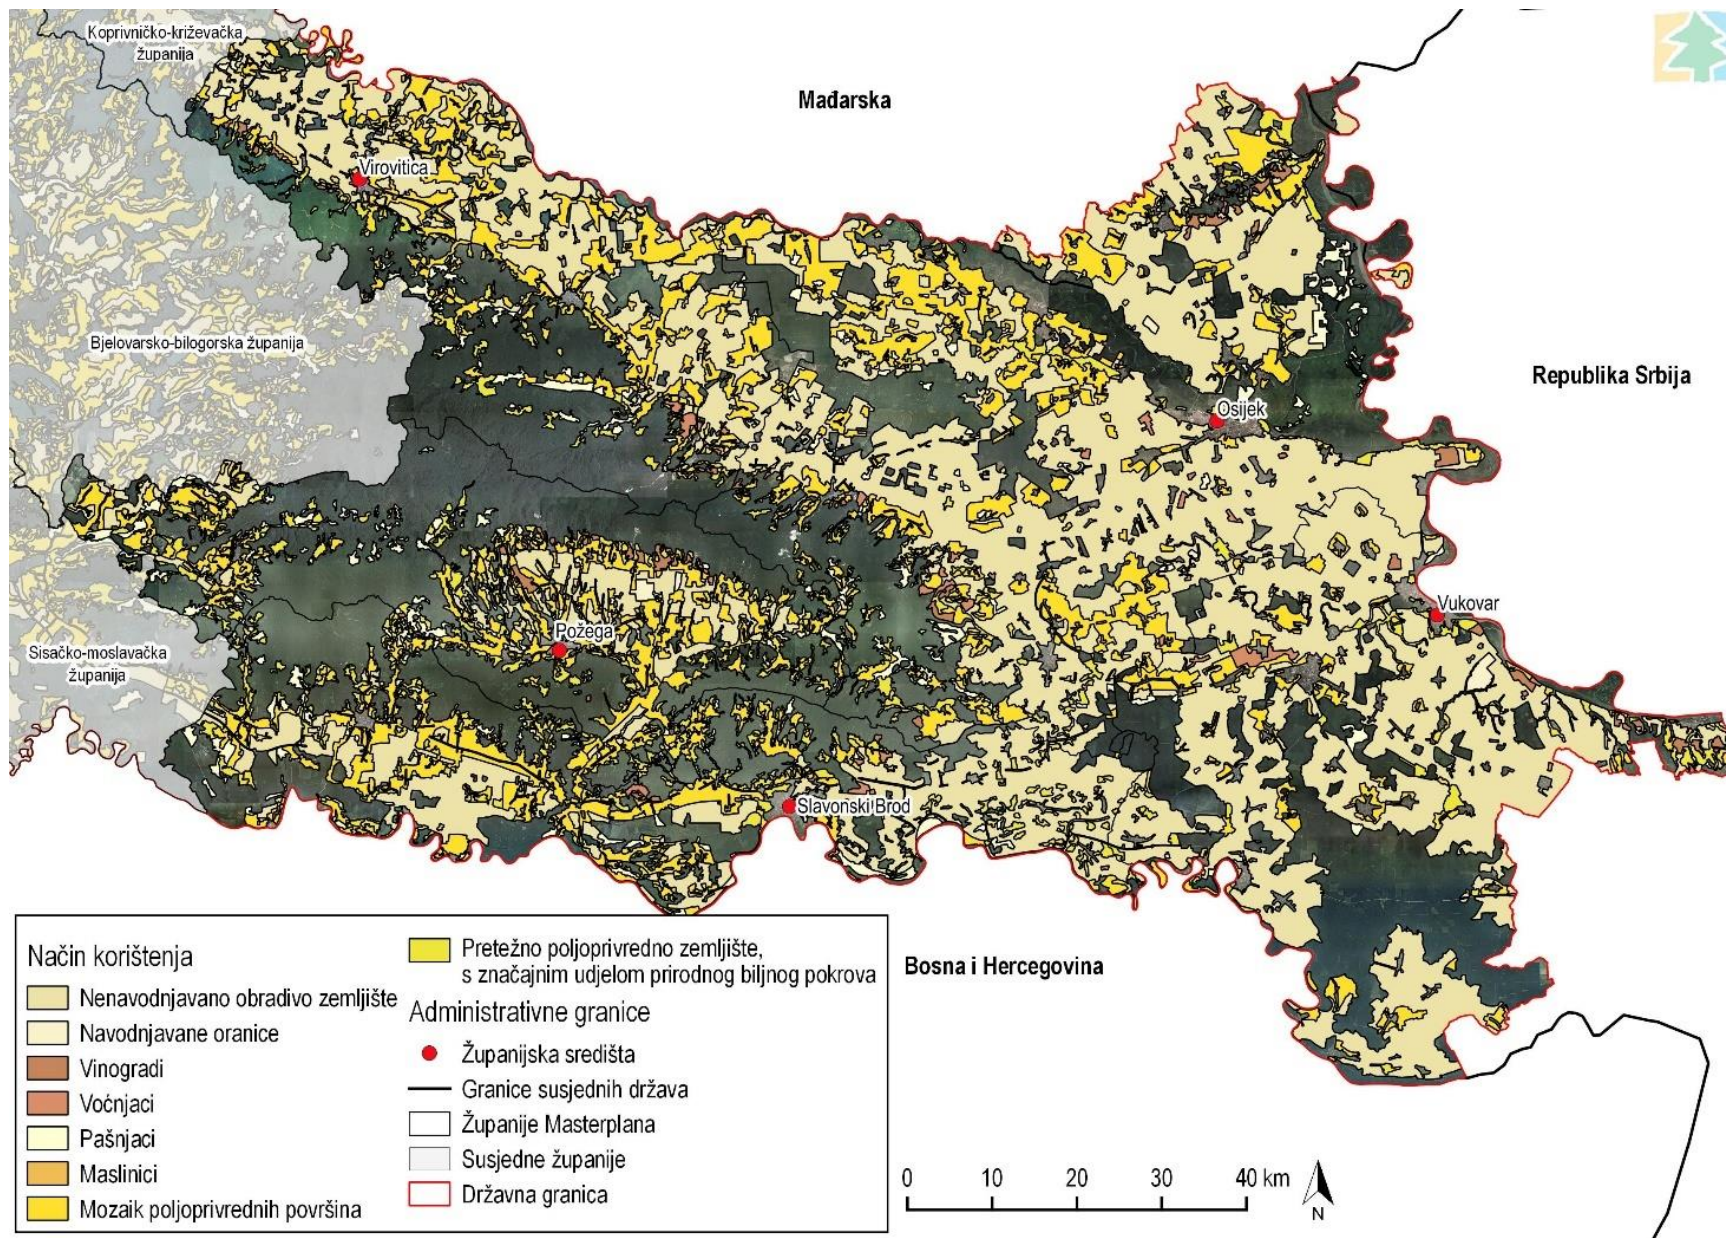 Koprivničko-križevačka
županija
Mađarska
Virovitica
Bjelovarsko-bilogorska županija
Republika Srbija
Osijek
Vukovar
Požega
Sisačko-moslavačka
županija
Slavonski Brod
Bosna i Hercegovina
Način korištenja
Nenavodnjavano obradivo zemljište
Navodnjavane oranice
Vinogradi
Voćnjaci
Pašnjaci
Maslinici
Mozaik poljoprivrednih površina
Pretežno poljoprivredno zemljište,
s značajnim udjelom prirodnog biljnog pokrova
Administrativne granice
Županijska središta
Granice susjednih država
Županije Masterplana
Susjedne županije
Državna granica
0 10 20 30 40 km
N